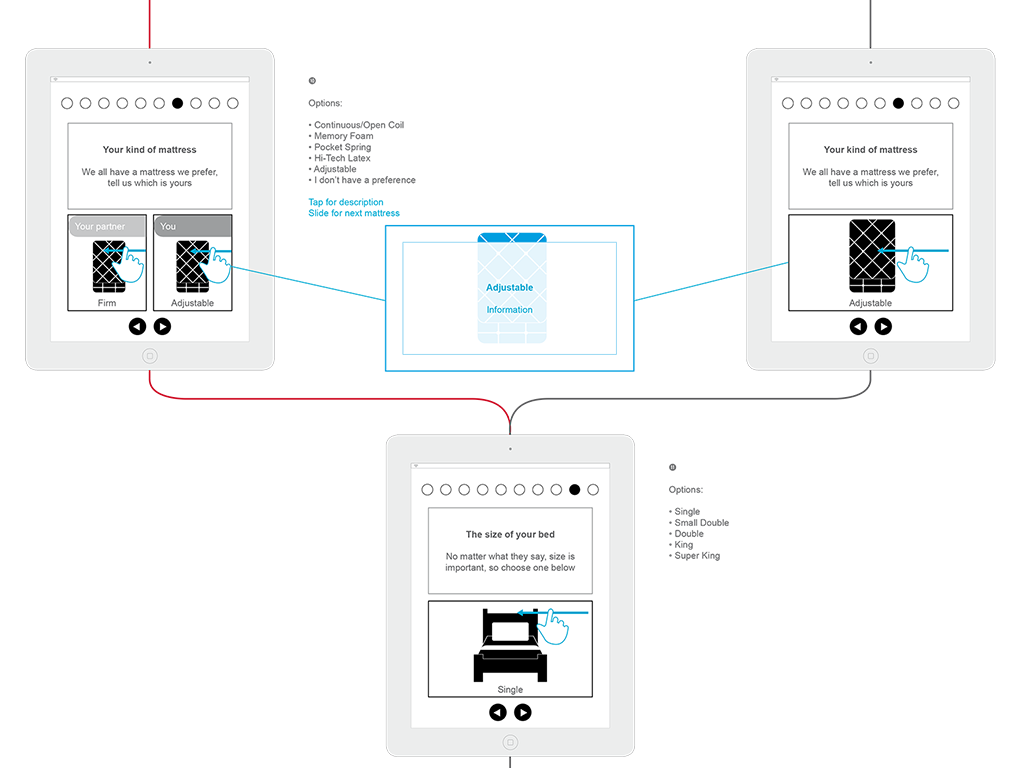 Your kind of mattress
We all have a mattress we prefer,
tell us which is yours
Your partner
You
Firm
Adjustable
Options:
• Continuous/Open Coil
• Memory Foam
• Pocket Spring
• Hi-Tech Latex
• Adjustable
• I don't have a preference
Tap for description
Slide for next mattress
Adjustable
Information
Your kind of mattress
We all have a mattress we prefer,
tell us which is yours
Adjustable
The size of your bed
No matter what they say, size is
important, so choose one below
Single
Options:
• Single
• Small Double
• Double
• King
• Super King